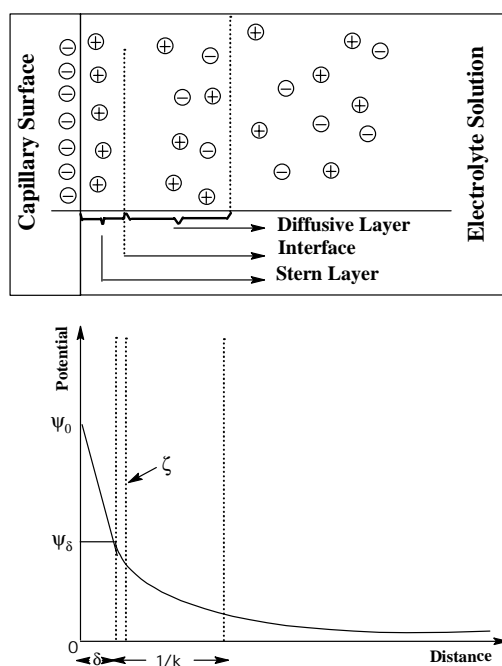 Capillary Surface
Electrolyte Solution
Diffusive Layer
Interface
Stern Layer
Potential
ψ0
ζ
ψδ
0
δ
1/k
Distance